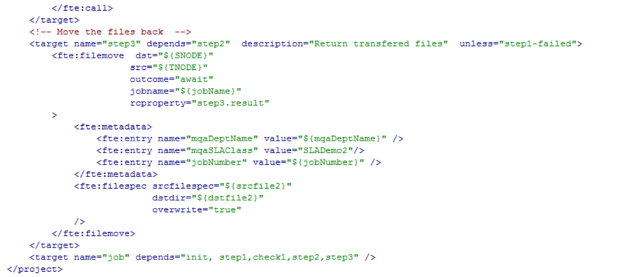 </fte:call>
</target>
<!-- Move the files back  -->
<target name="step3" depends="step2"  description="Return transfered files"  unless="step1-failed">
<fte:filemove  dst="${SNODE}"
src="${TNODE}"
outcome="await"
jobname="${jobName}"
rcproperty="step3.result"
>
<fte:metadata>
<fte:entry name="mqaDeptName" value="${mqaDeptName}" />
<fte:entry name="mqaSLAClass" value="SLADemo2"/>
<fte:entry name="jobNumber" value="${jobNumber}" />
</fte:metadata>
<fte:filespec srcfilespec="${srcfile2}"
dstdir="${dstfile2}"
overwrite="true"
/>
</fte:filemove>
</target>
<target name="job" depends="init, step1,check1,step2,step3" />
</project>